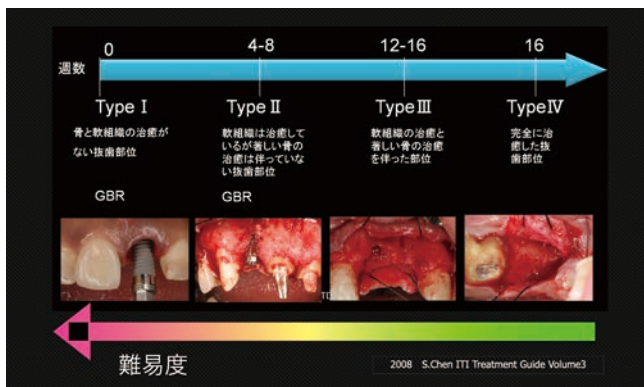 0 4-8 12-16 16
週数
Type Ⅰ Type Ⅱ Type Ⅲ Type Ⅳ
骨と軟組織の治癒が
ない抜歯部位
軟組織は治癒して
いるが著しい骨の
治癒は伴っていな
い抜歯部位
軟組織の治癒と
著しい骨の治癒
を伴った部位
完全に治
癒した抜
歯部位
GBR GBR
難易度
2008 S.Chen ITI Treatment Guide Volume3